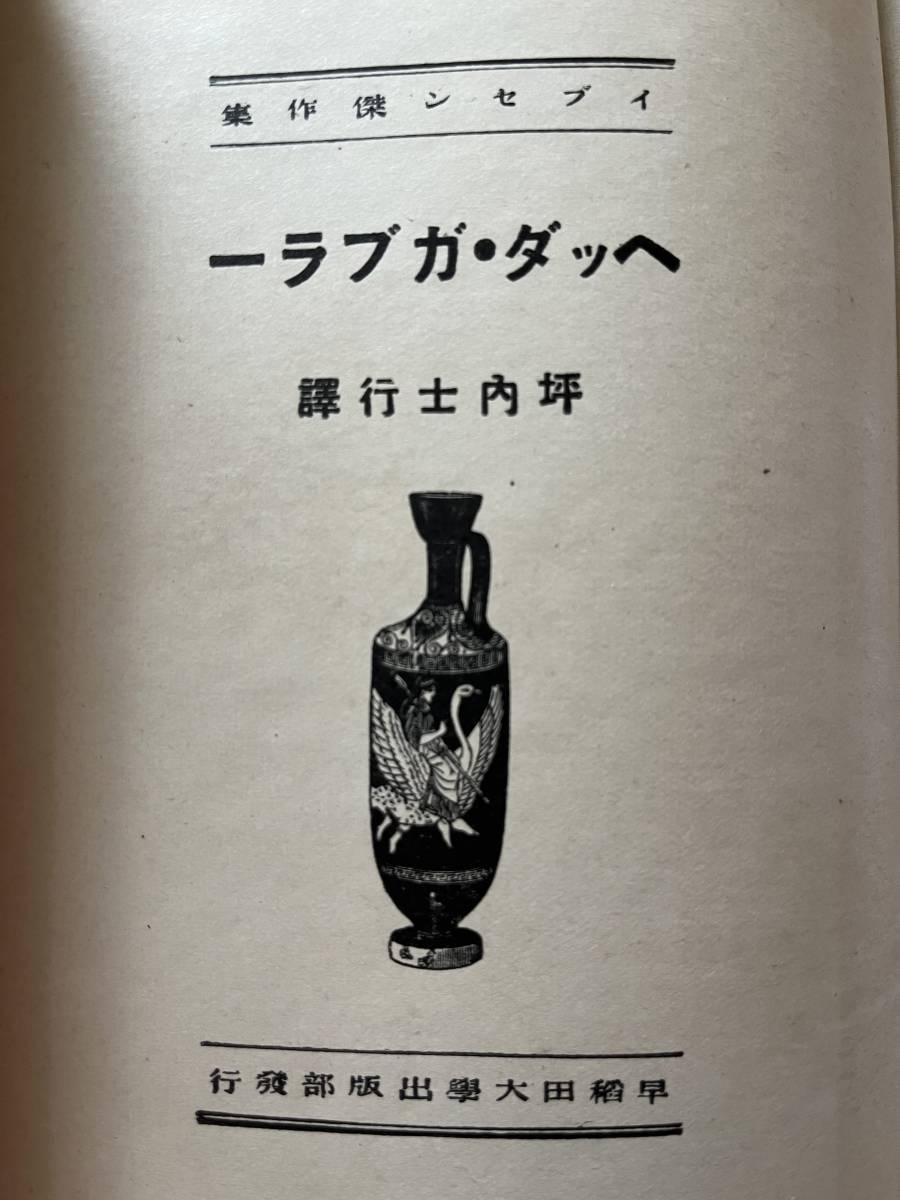 イブセン傑作集
ヘッダ・ガブラー
坪內士行譯
早稻田大學出版部發行